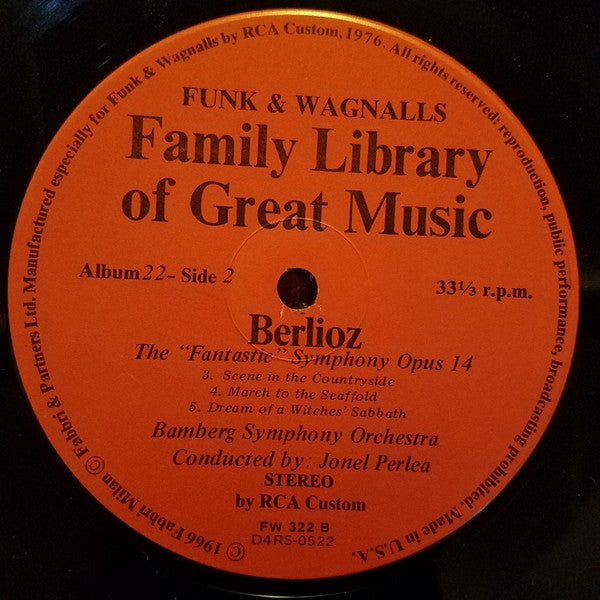 © 1966 Fabbri Milan © Fabbri & Partners Ltd. Manufactured especially for Funk & Wagnalls by RCA Custom, 1976. All rights reserved; reproduction, public performance, broadcasting prohibited. Made in U.S.A.
FUNK & WAGNALLS
Family Library
of Great Music
Album 22 - Side 2
33⅓ r.p.m.
Berlioz
The "Fantastic" Symphony Opus 14
3. Scene in the Countryside
4. March to the Scaffold
5. Dream of a Witches' Sabbath
Bamberg Symphony Orchestra
Conducted by: Jonel Perlea
STEREO
by RCA Custom
FW 322 B
D4RS-0522